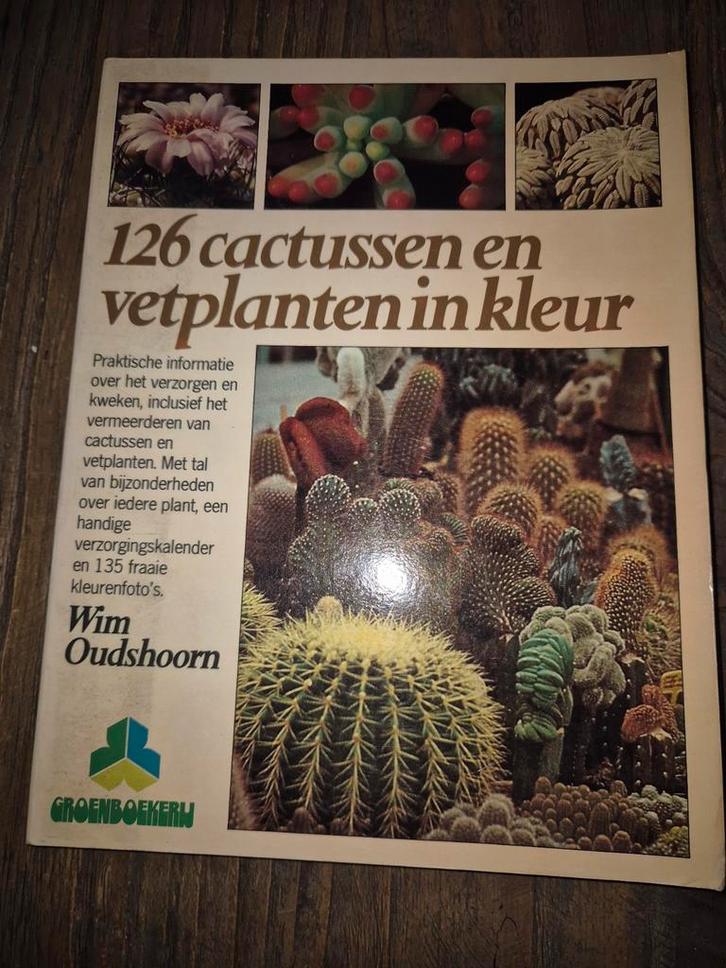 126 cactussen en
vetplanten in kleur
Praktische informatie
over het verzorgen en
kweken, inclusief het
vermeerderen van
cactussen en
vetplanten. Met tal
van bijzonderheden
over iedere plant, een
handige
verzorgingskalender
en 135 fraaie
kleurenfoto's.
Wim
Oudshoorn
GROENBOEKERIJ